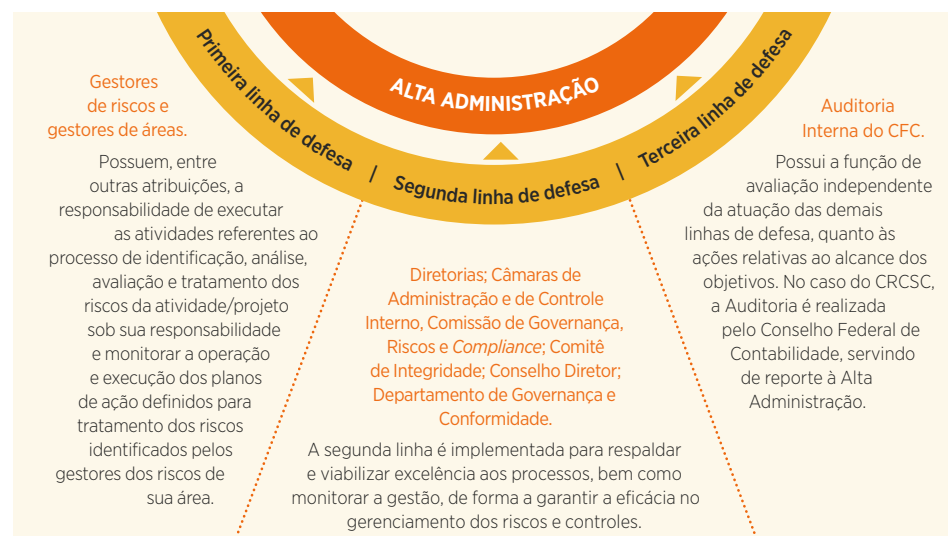 ALTA ADMINISTRAÇÃO
Primeira linha de defesa | Segunda linha de defesa | Terceira linha de defesa
Gestores
de riscos e
gestores de áreas.
Possuem, entre
outras atribuições, a
responsabilidade de executar
as atividades referentes ao
processo de identificação, análise,
avaliação e tratamento dos
riscos da atividade/projeto
sob sua responsabilidade
e monitorar a operação
e execução dos planos
de ação definidos para
tratamento dos riscos
identificados pelos
gestores dos riscos de
sua área.
Diretorias; Câmaras de
Administração e de Controle
Interno, Comissão de Governança,
Riscos e Compliance; Comitê
de Integridade; Conselho Diretor;
Departamento de Governança e
Conformidade.
A segunda linha é implementada para respaldar
e viabilizar excelência aos processos, bem como
monitorar a gestão, de forma a garantir a eficácia no
gerenciamento dos riscos e controles.
Auditoria
Interna do CFC.
Possui a função de
avaliação independente
da atuação das demais
linhas de defesa, quanto às
ações relativas ao alcance dos
objetivos. No caso do CRCSC,
a Auditoria é realizada
pelo Conselho Federal de
Contabilidade, servindo
de reporte à Alta
Administração.